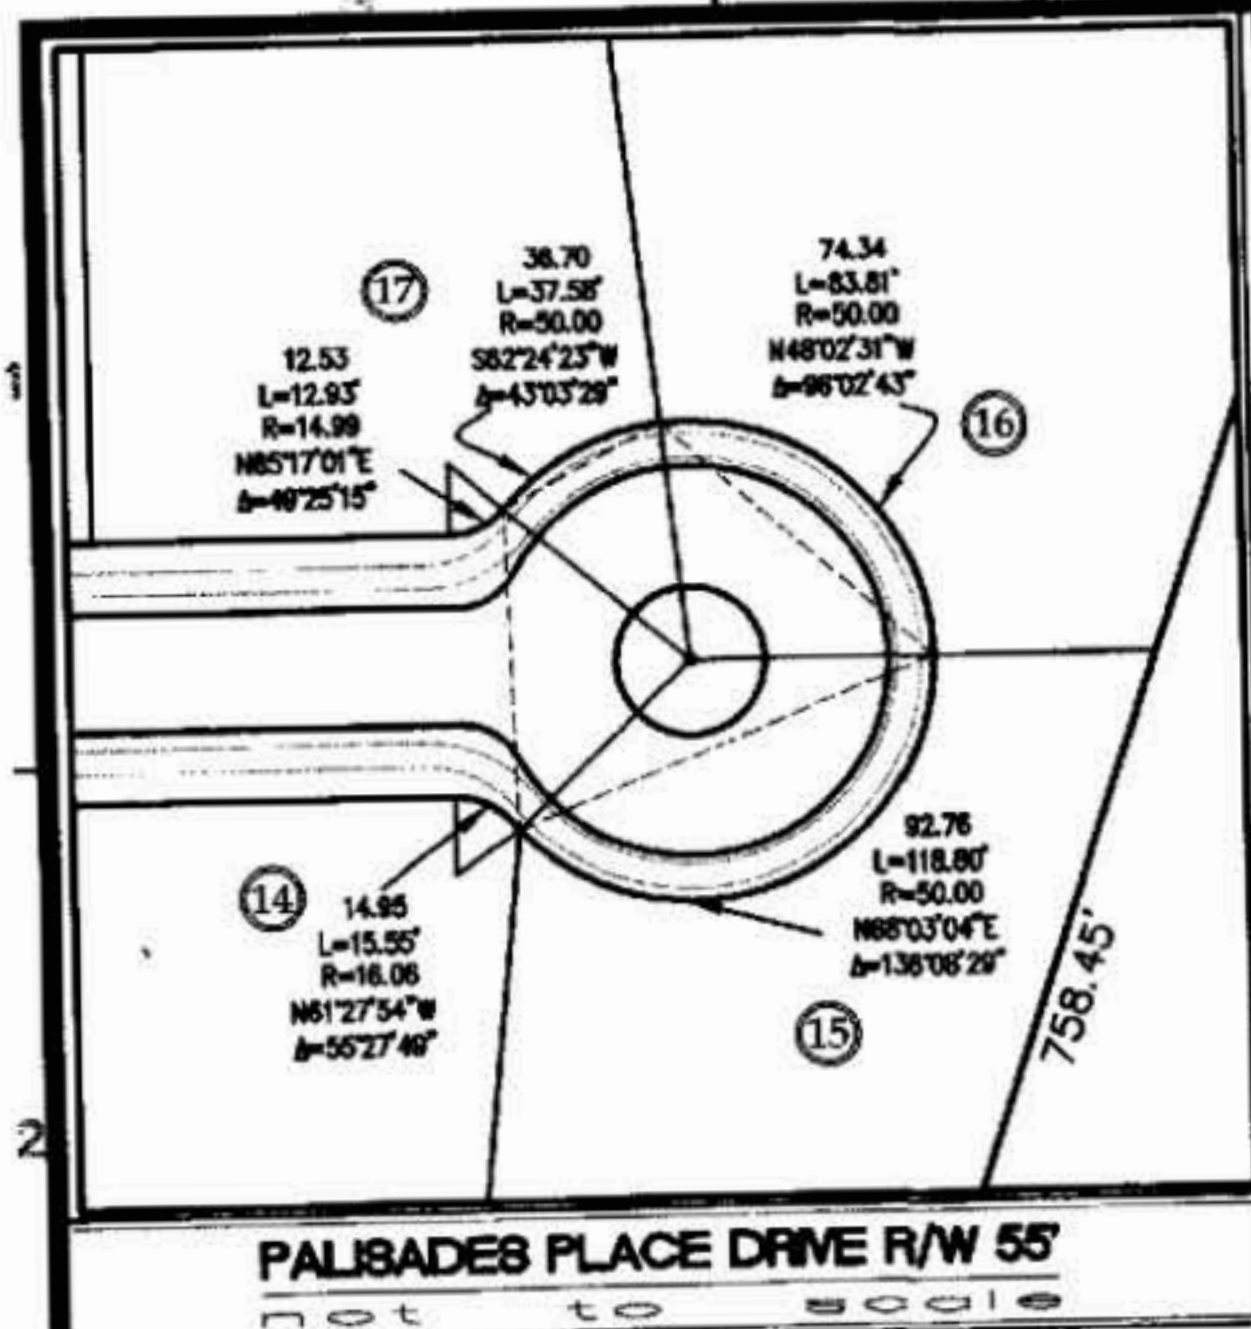 36.70
L=37.58'
R=50.00
S62°24'23"W
Δ=43°03'29"
17
74.34
L=83.81'
R=50.00
N48°02'31"W
Δ=96°02'43"
16
12.53
L=12.93'
R=14.99
N65°17'01"E
Δ=49°25'15"
14
14.95
L=15.55'
R=16.06
N61°27'54"W
Δ=55°27'49"
92.76
L=118.80'
R=50.00
N68°03'04"E
Δ=136°08'29"
15
758.45'
2
PALISADES PLACE DRIVE R/W 55'
not to scale